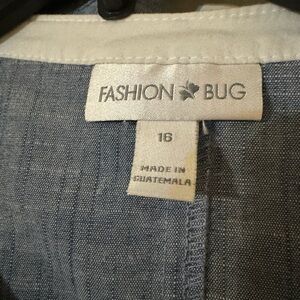 FASHION BUG
16
MADE IN
GUATEMALA